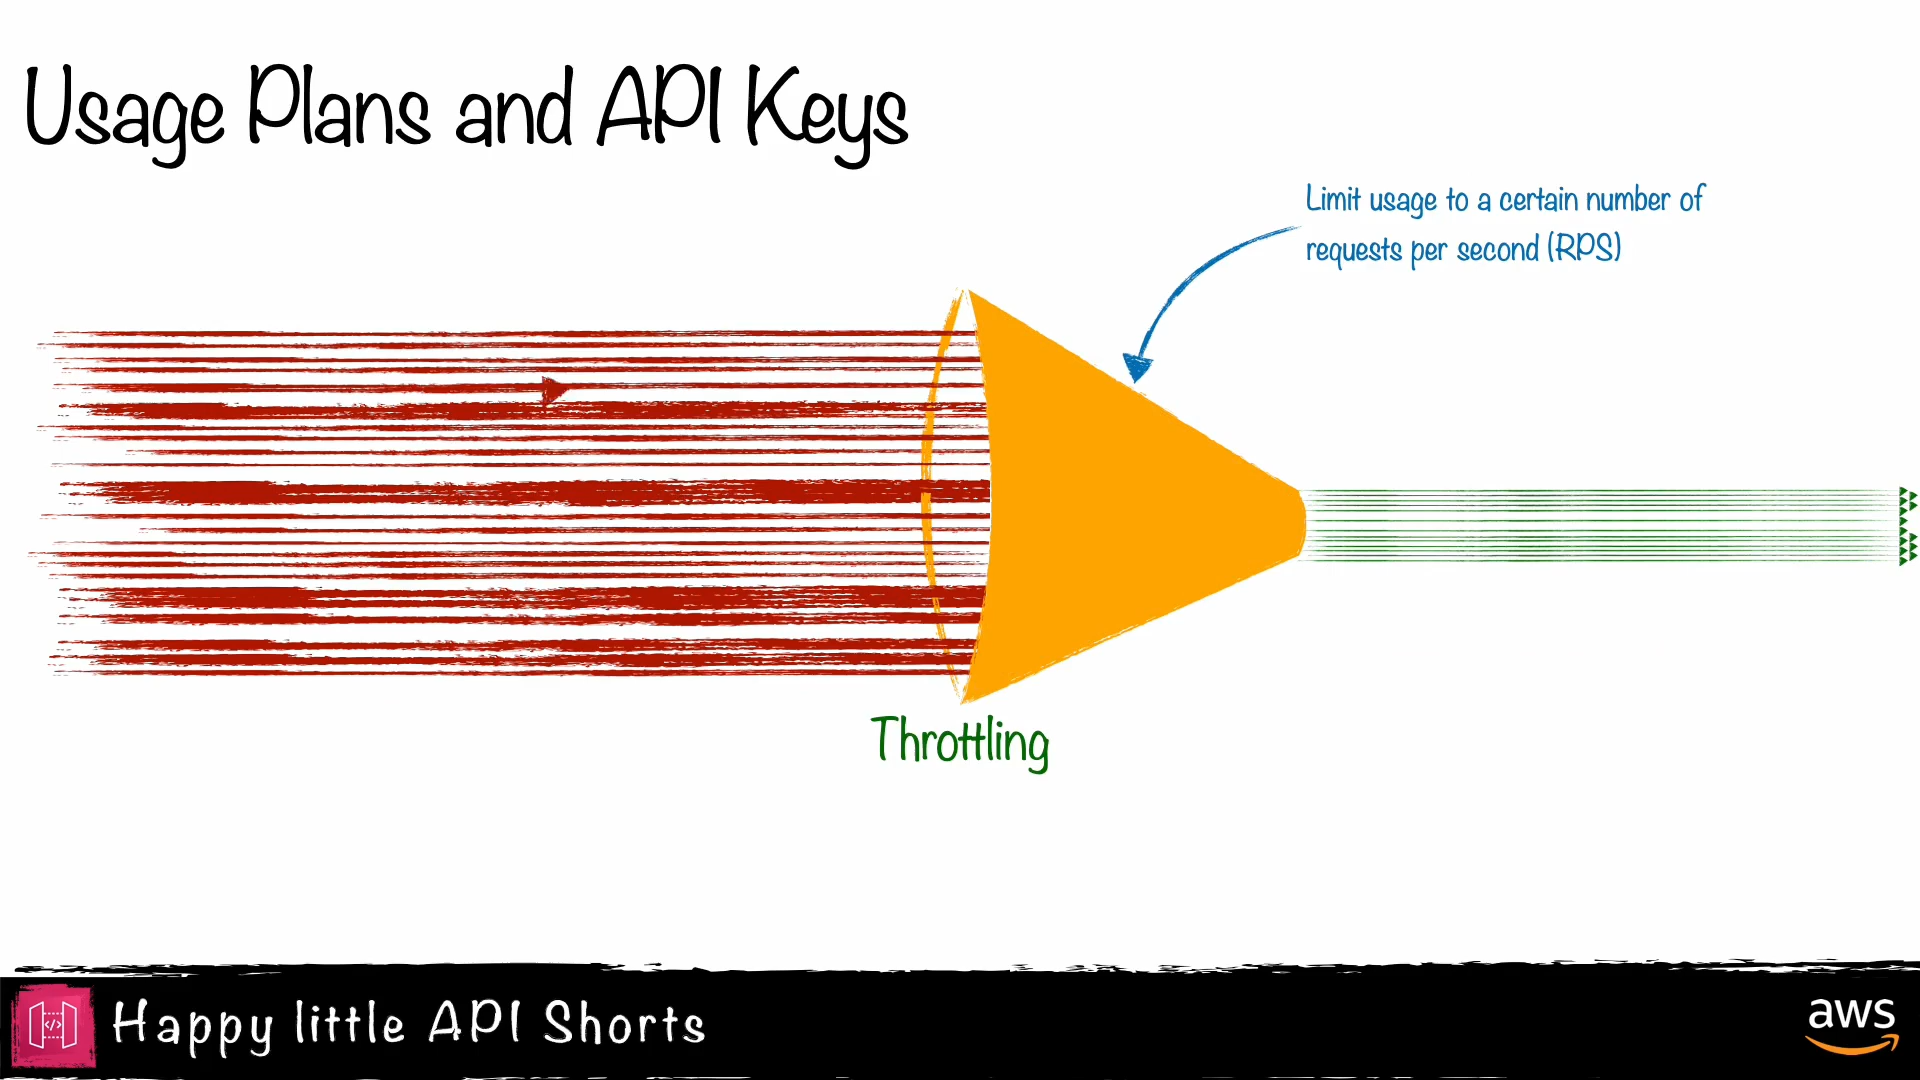 Usage Plans and API Keys
Limit usage to a certain number of
requests per second (RPS)
Throttling
</>
Happy little API Shorts
aws